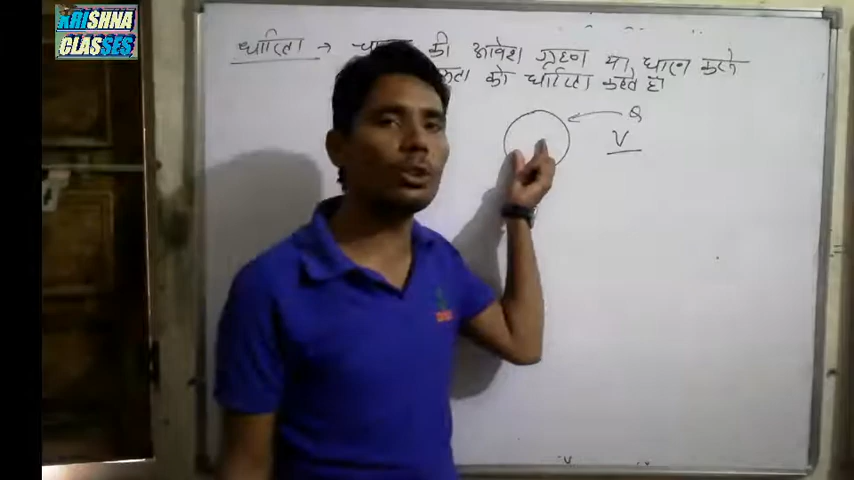 KRISHNA
CLASSES
धारिता → की आवेश ग्रहण या धारण करने
को धारिता कहते है
Q
V